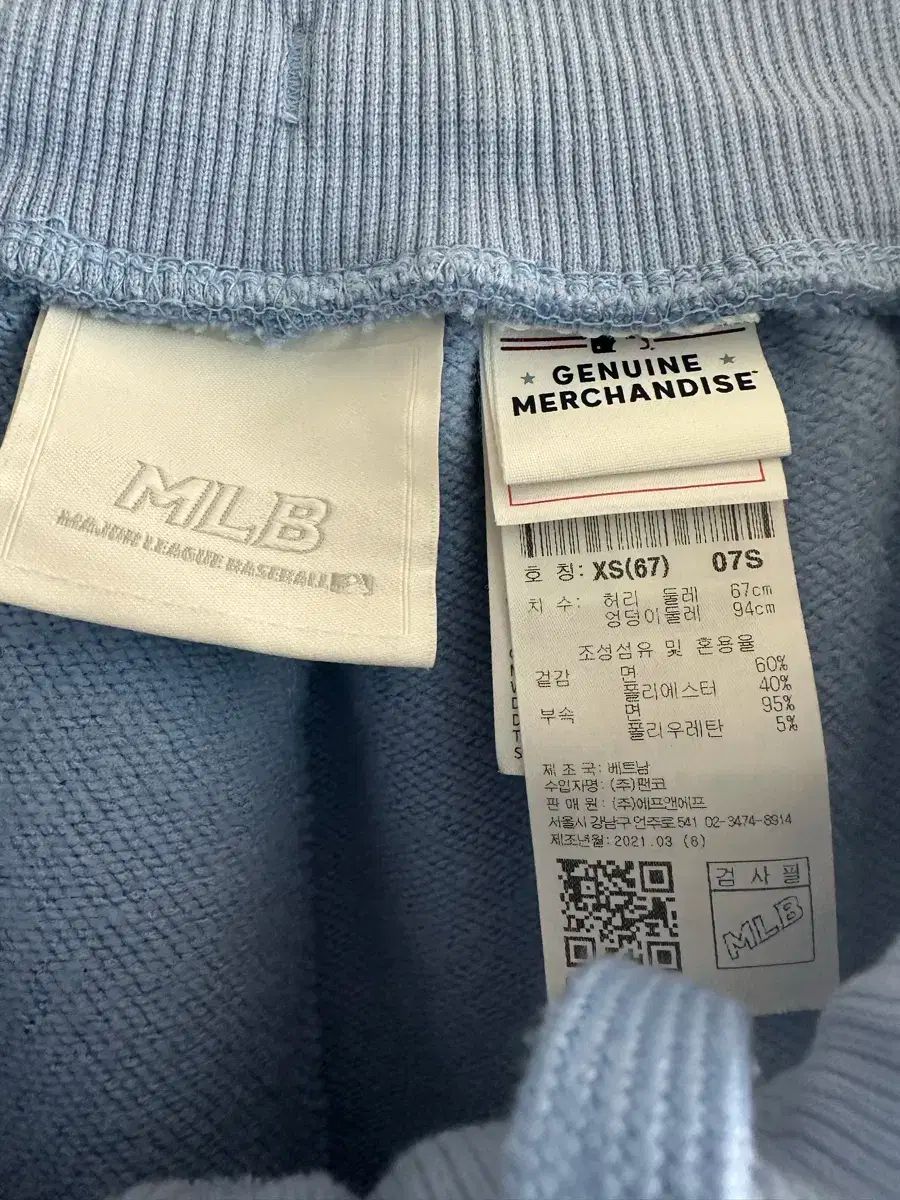 MLB
MAJOR LEAGUE BASEBALL
★ GENUINE ★
MERCHANDISE™
호 칭: XS(67) 07S
치 수: 허리 둘레 67cm
엉덩이둘레 94cm
조성섬유 및 혼용율
겉감 면 60%
폴리에스터 40%
부속 면 95%
폴리우레탄 5%
제 조 국: 베트남
수입자명: (주)팬코
판 매 원: (주)에프앤에프
서울시 강남구 언주로 541 02-3474-8914
제조년월: 2021.03 (6)
검 사 필
MLB